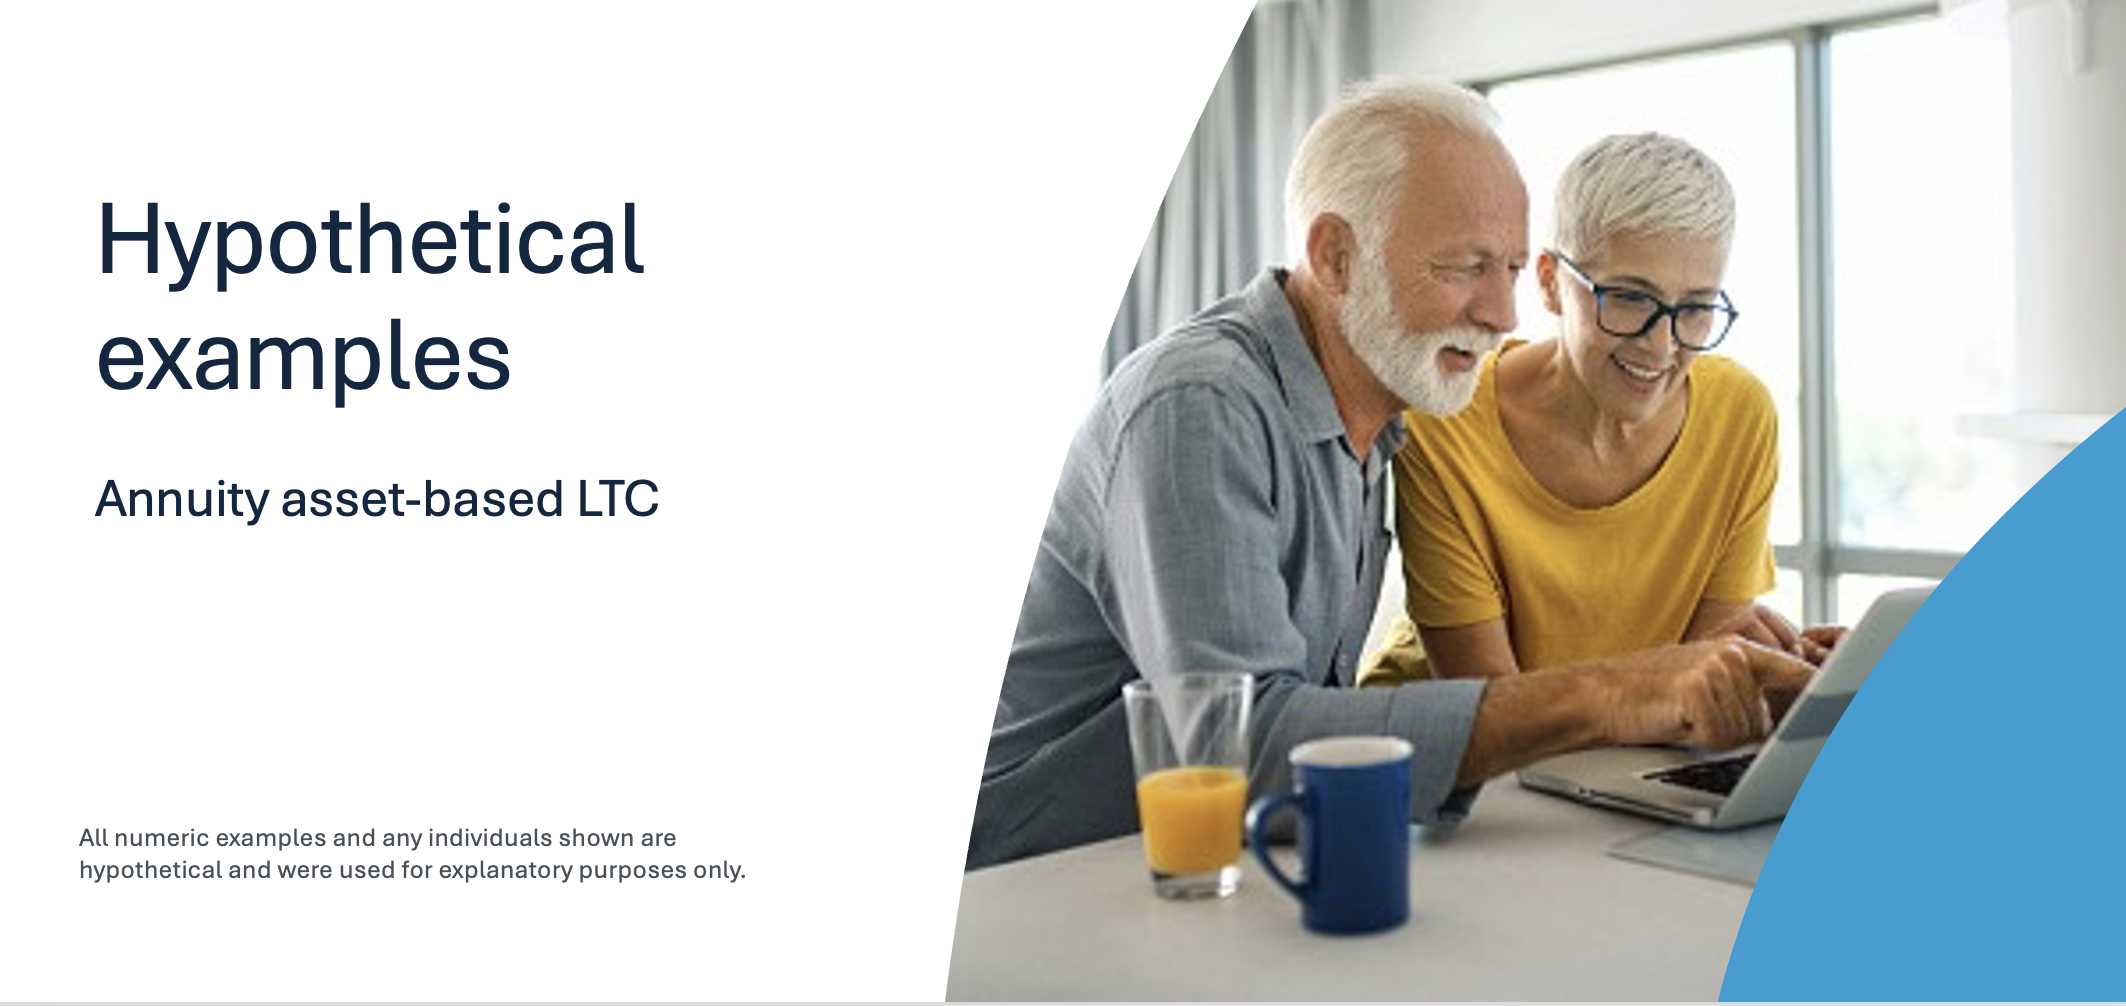 Hypothetical
examples
Annuity asset-based LTC
All numeric examples and any individuals shown are
hypothetical and were used for explanatory purposes only.